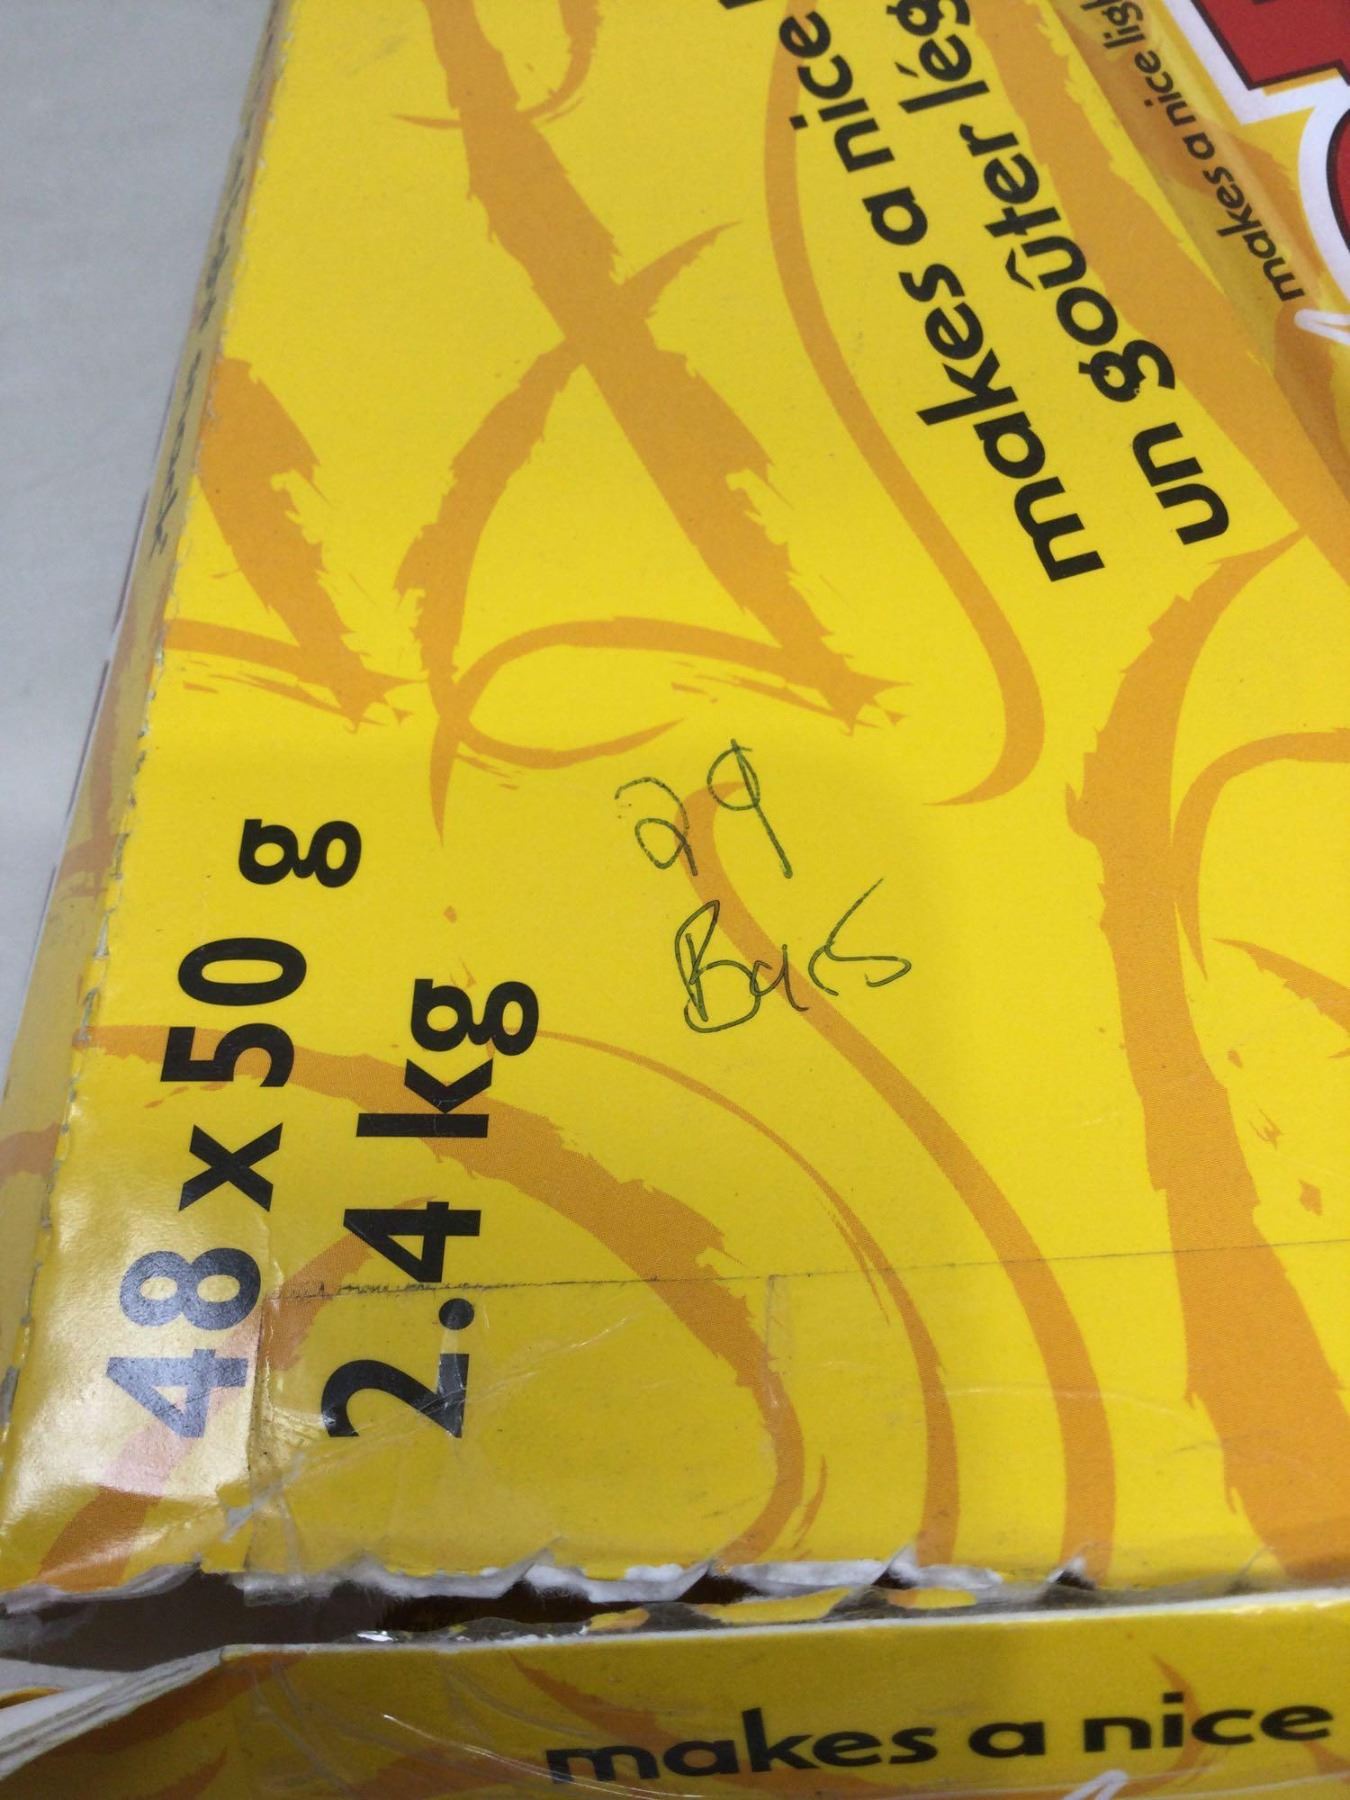 makes a nice
un goûter lég
makes a nice lig
29
Bars
48 x 50 g
2.4 kg
makes a nice